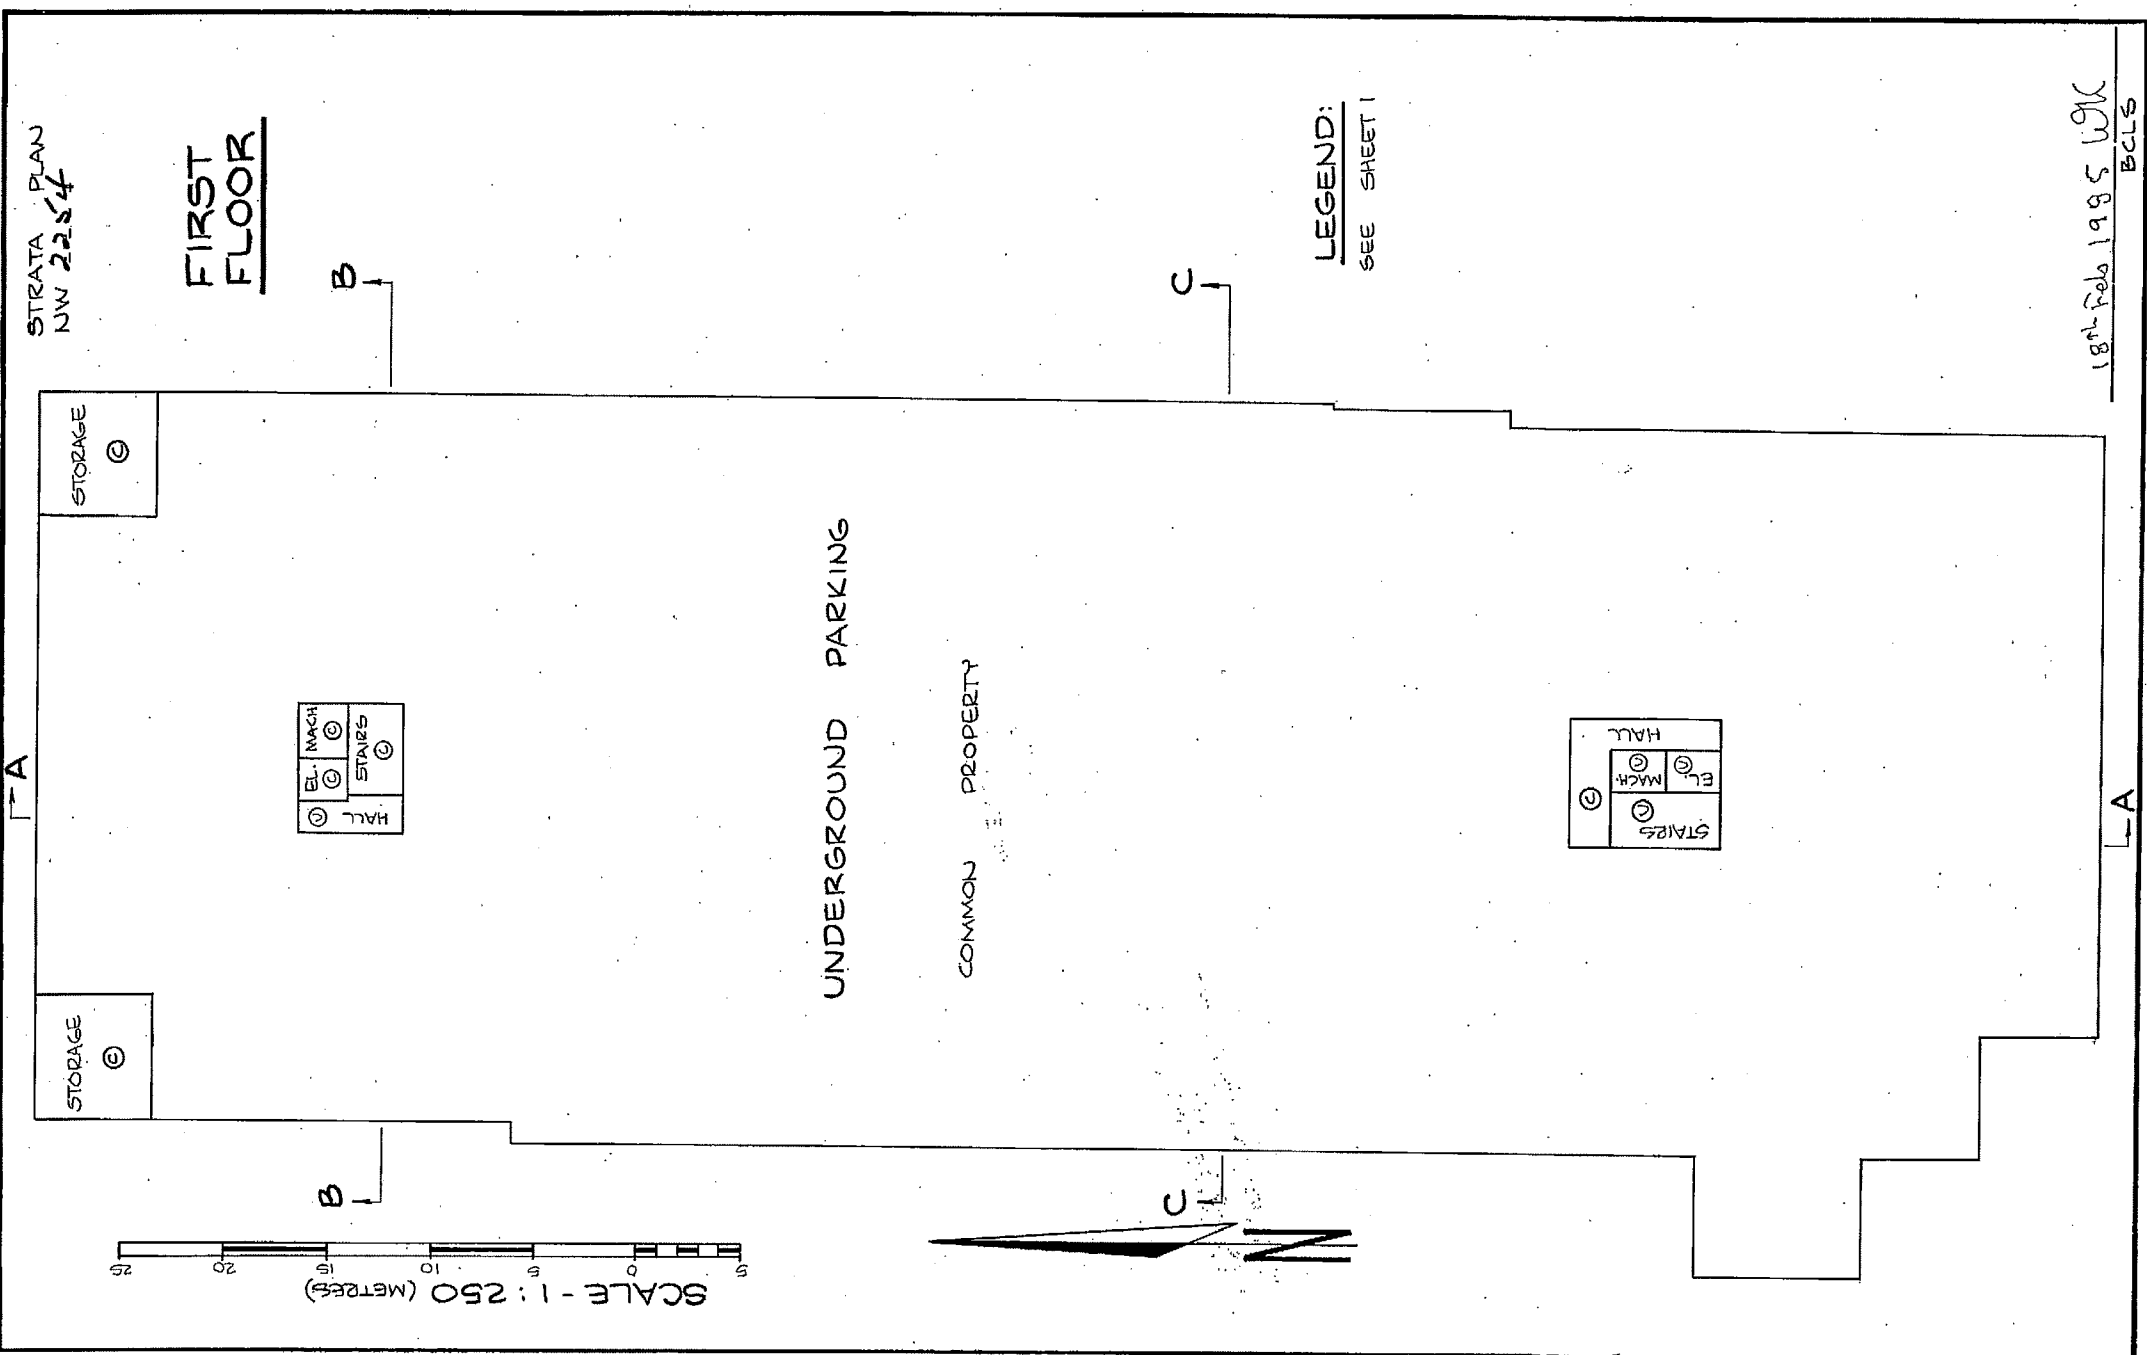 STRATA PLAN
NW 2254
FIRST
FLOOR
B
C
LEGEND:
SEE SHEET 1
18th Feb 1985
BCLS
STORAGE
C
A
MACH
C
EL.
C
STAIRS
C
HALL
C
UNDERGROUND PARKING
COMMON PROPERTY
HALL
C
MACH.
C
EL.
C
STAIRS
C
A
STORAGE
C
B
C
N
25 20 15 10 5 0 5
SCALE - 1:250 (METRES)